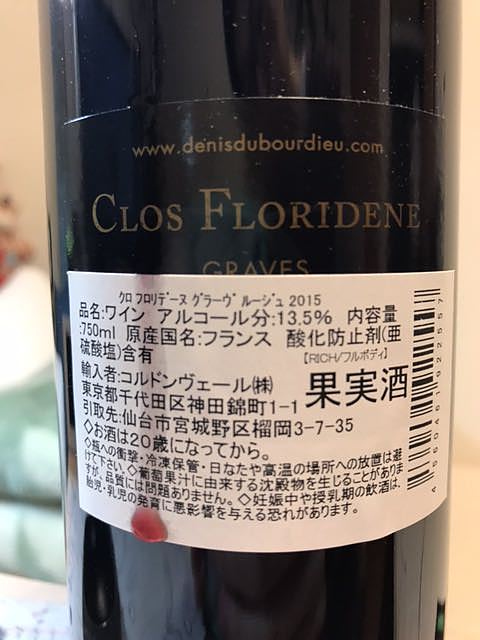 www.denisdubourdieu.com
CLOS FLORIDENE
GRAVES
クロ フロリデーヌ グラーヴ ルージュ 2015
品名:ワイン アルコール分:13.5% 内容量
:750ml 原産国名:フランス 酸化防止剤(亜
硫酸塩)含有
【RICH/フルボディ】
果実酒
輸入者:コルドンヴェール㈱
東京都千代田区神田錦町1-1
引取先:仙台市宮城野区榴岡3-7-35
◇お酒は20歳になってから。
◇瓶への衝撃・冷凍保管・日なたや高温の場所への放置は避
けて下さい。◇葡萄果汁に由来する沈殿物を生じることがありま
すが、品質には問題ありません。◇妊娠中や授乳期の飲酒は、
胎児・乳児の発育に悪影響を与える恐れがあります。
4560461922557